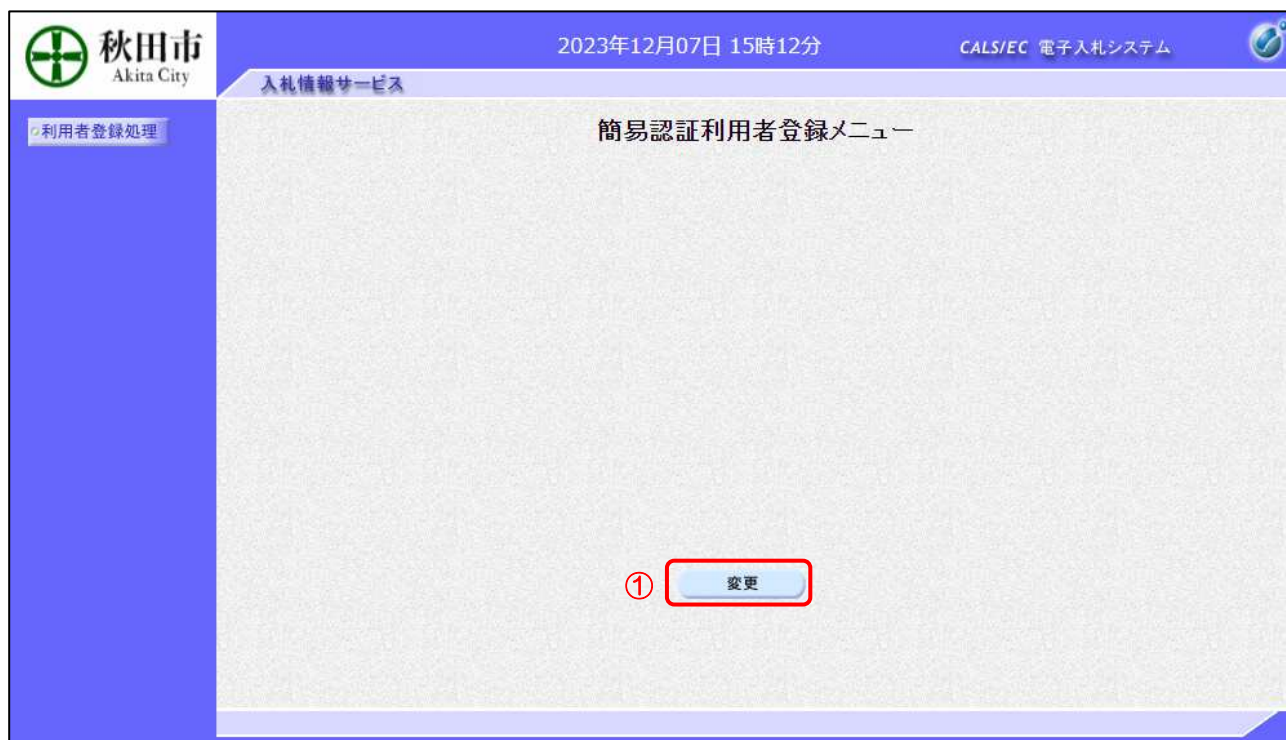 秋田市
Akita City
2023年12月07日 15時12分
CALS/EC 電子入札システム
入札情報サービス
利用者登録処理
簡易認証利用者登録メニュー
① 変更